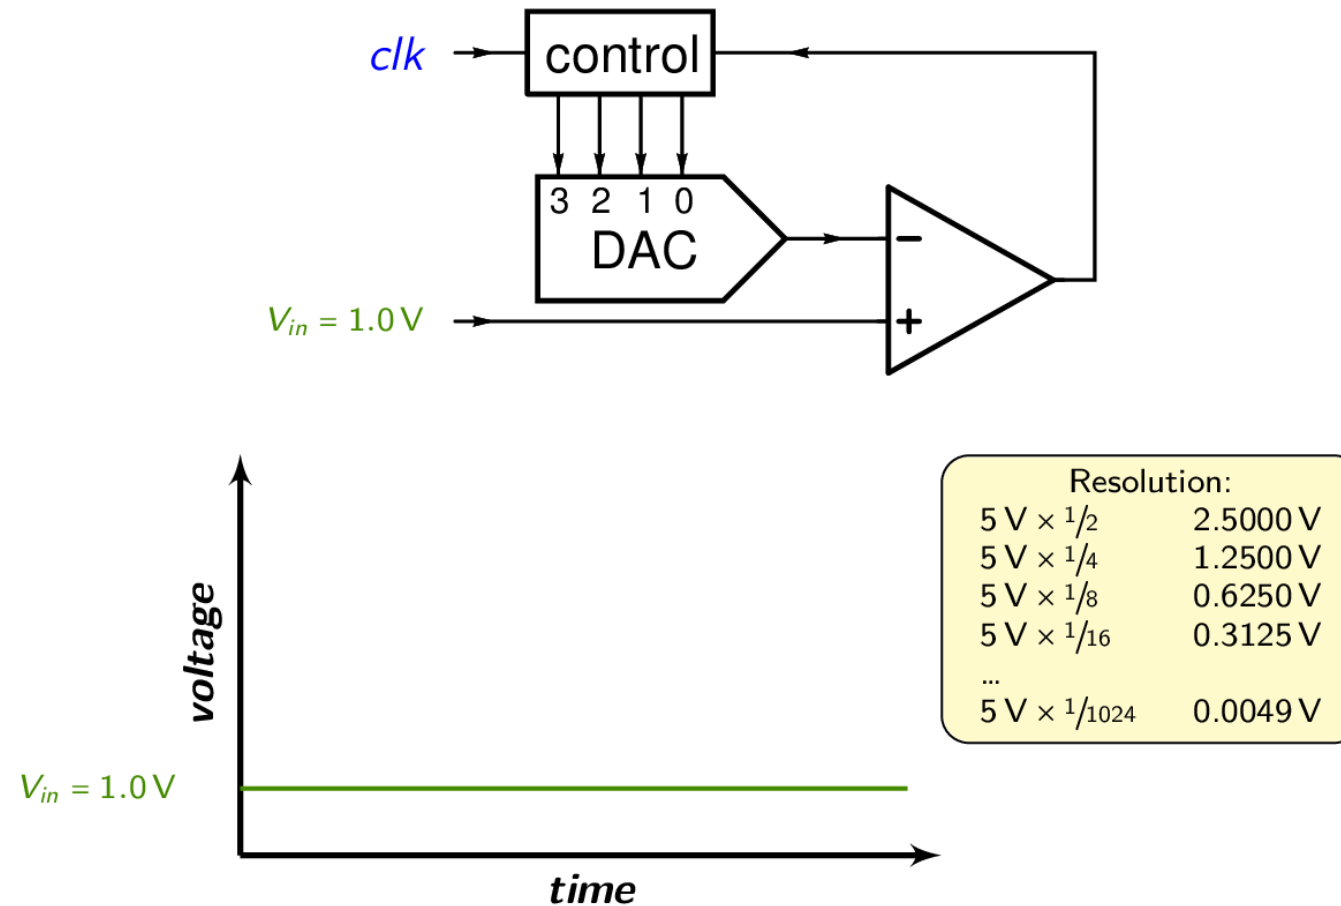 clk
control
3 2 1 0
DAC
−
+
V_in = 1.0 V
voltage
V_in = 1.0 V
time
Resolution:
5 V × 1/2 2.5000 V
5 V × 1/4 1.2500 V
5 V × 1/8 0.6250 V
5 V × 1/16 0.3125 V
...
5 V × 1/1024 0.0049 V